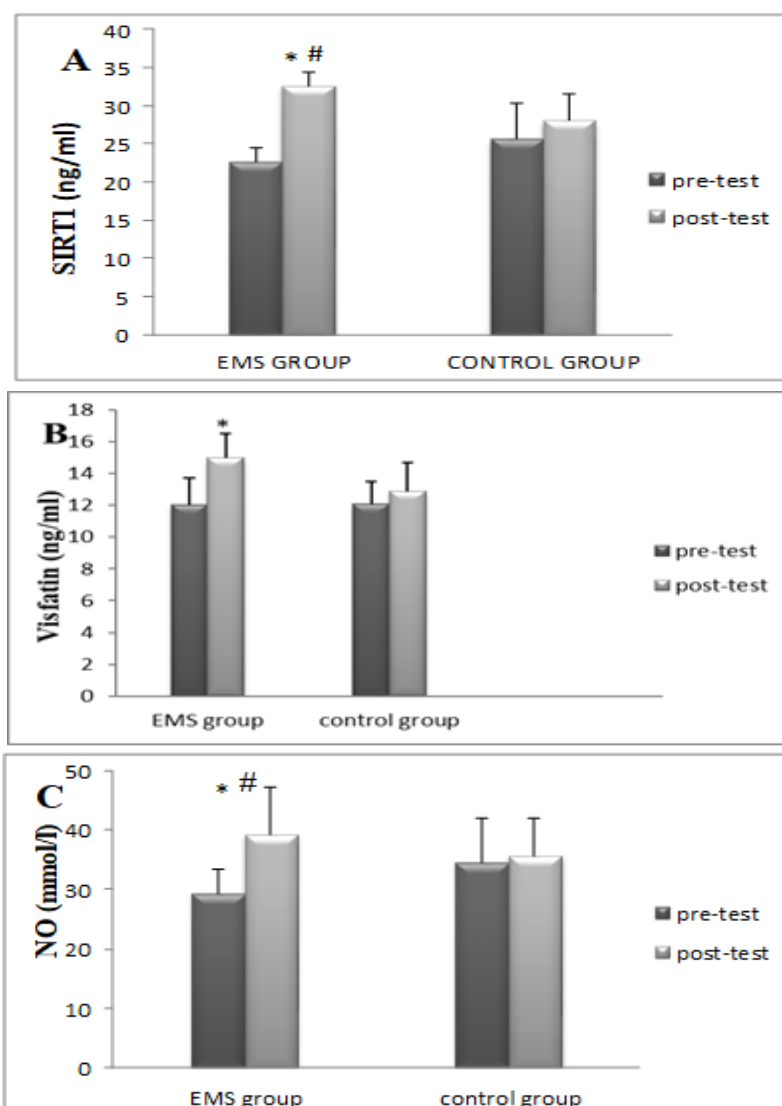 A
* #
SIRT1 (ng/ml)
40
35
30
25
20
15
10
5
0
EMS GROUP
CONTROL GROUP
pre-test
post-test
B
*
Visfatin (ng/ml)
18
16
14
12
10
8
6
4
2
0
EMS group
control group
pre-test
post-test
C
* #
NO (mmol/l)
50
40
30
20
10
0
EMS group
control group
pre-test
post-test